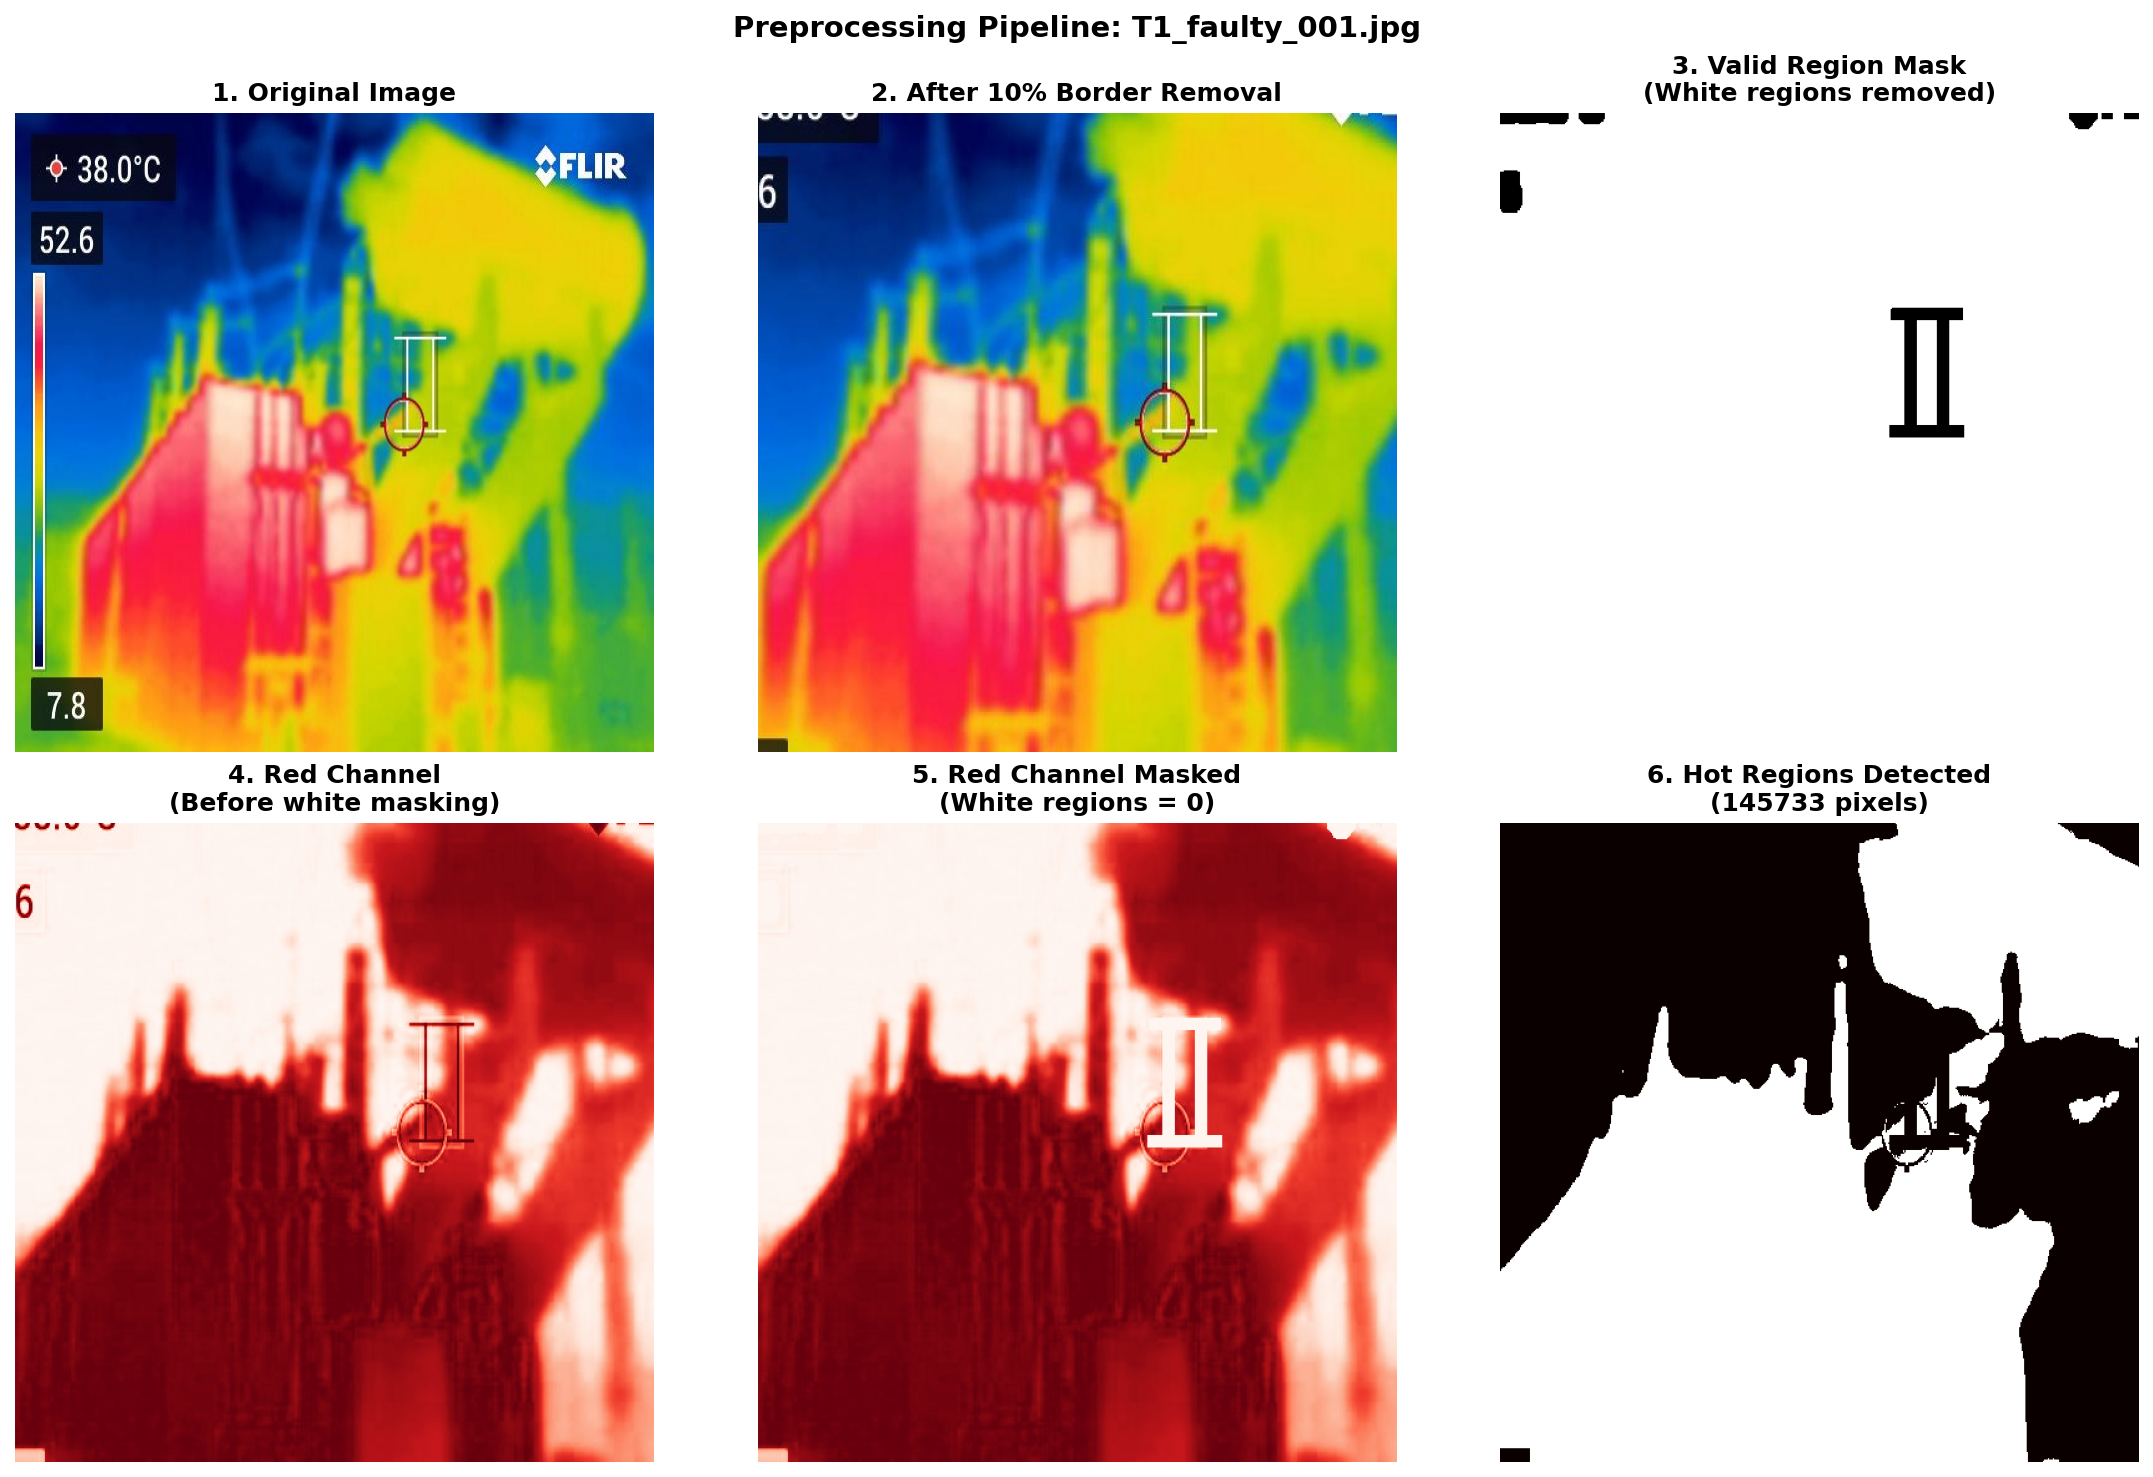 Preprocessing Pipeline: T1_faulty_001.jpg
1. Original Image
2. After 10% Border Removal
3. Valid Region Mask
(White regions removed)
38.0°C
FLIR
52.6
7.8
6
4. Red Channel
(Before white masking)
5. Red Channel Masked
(White regions = 0)
6. Hot Regions Detected
(145733 pixels)
6